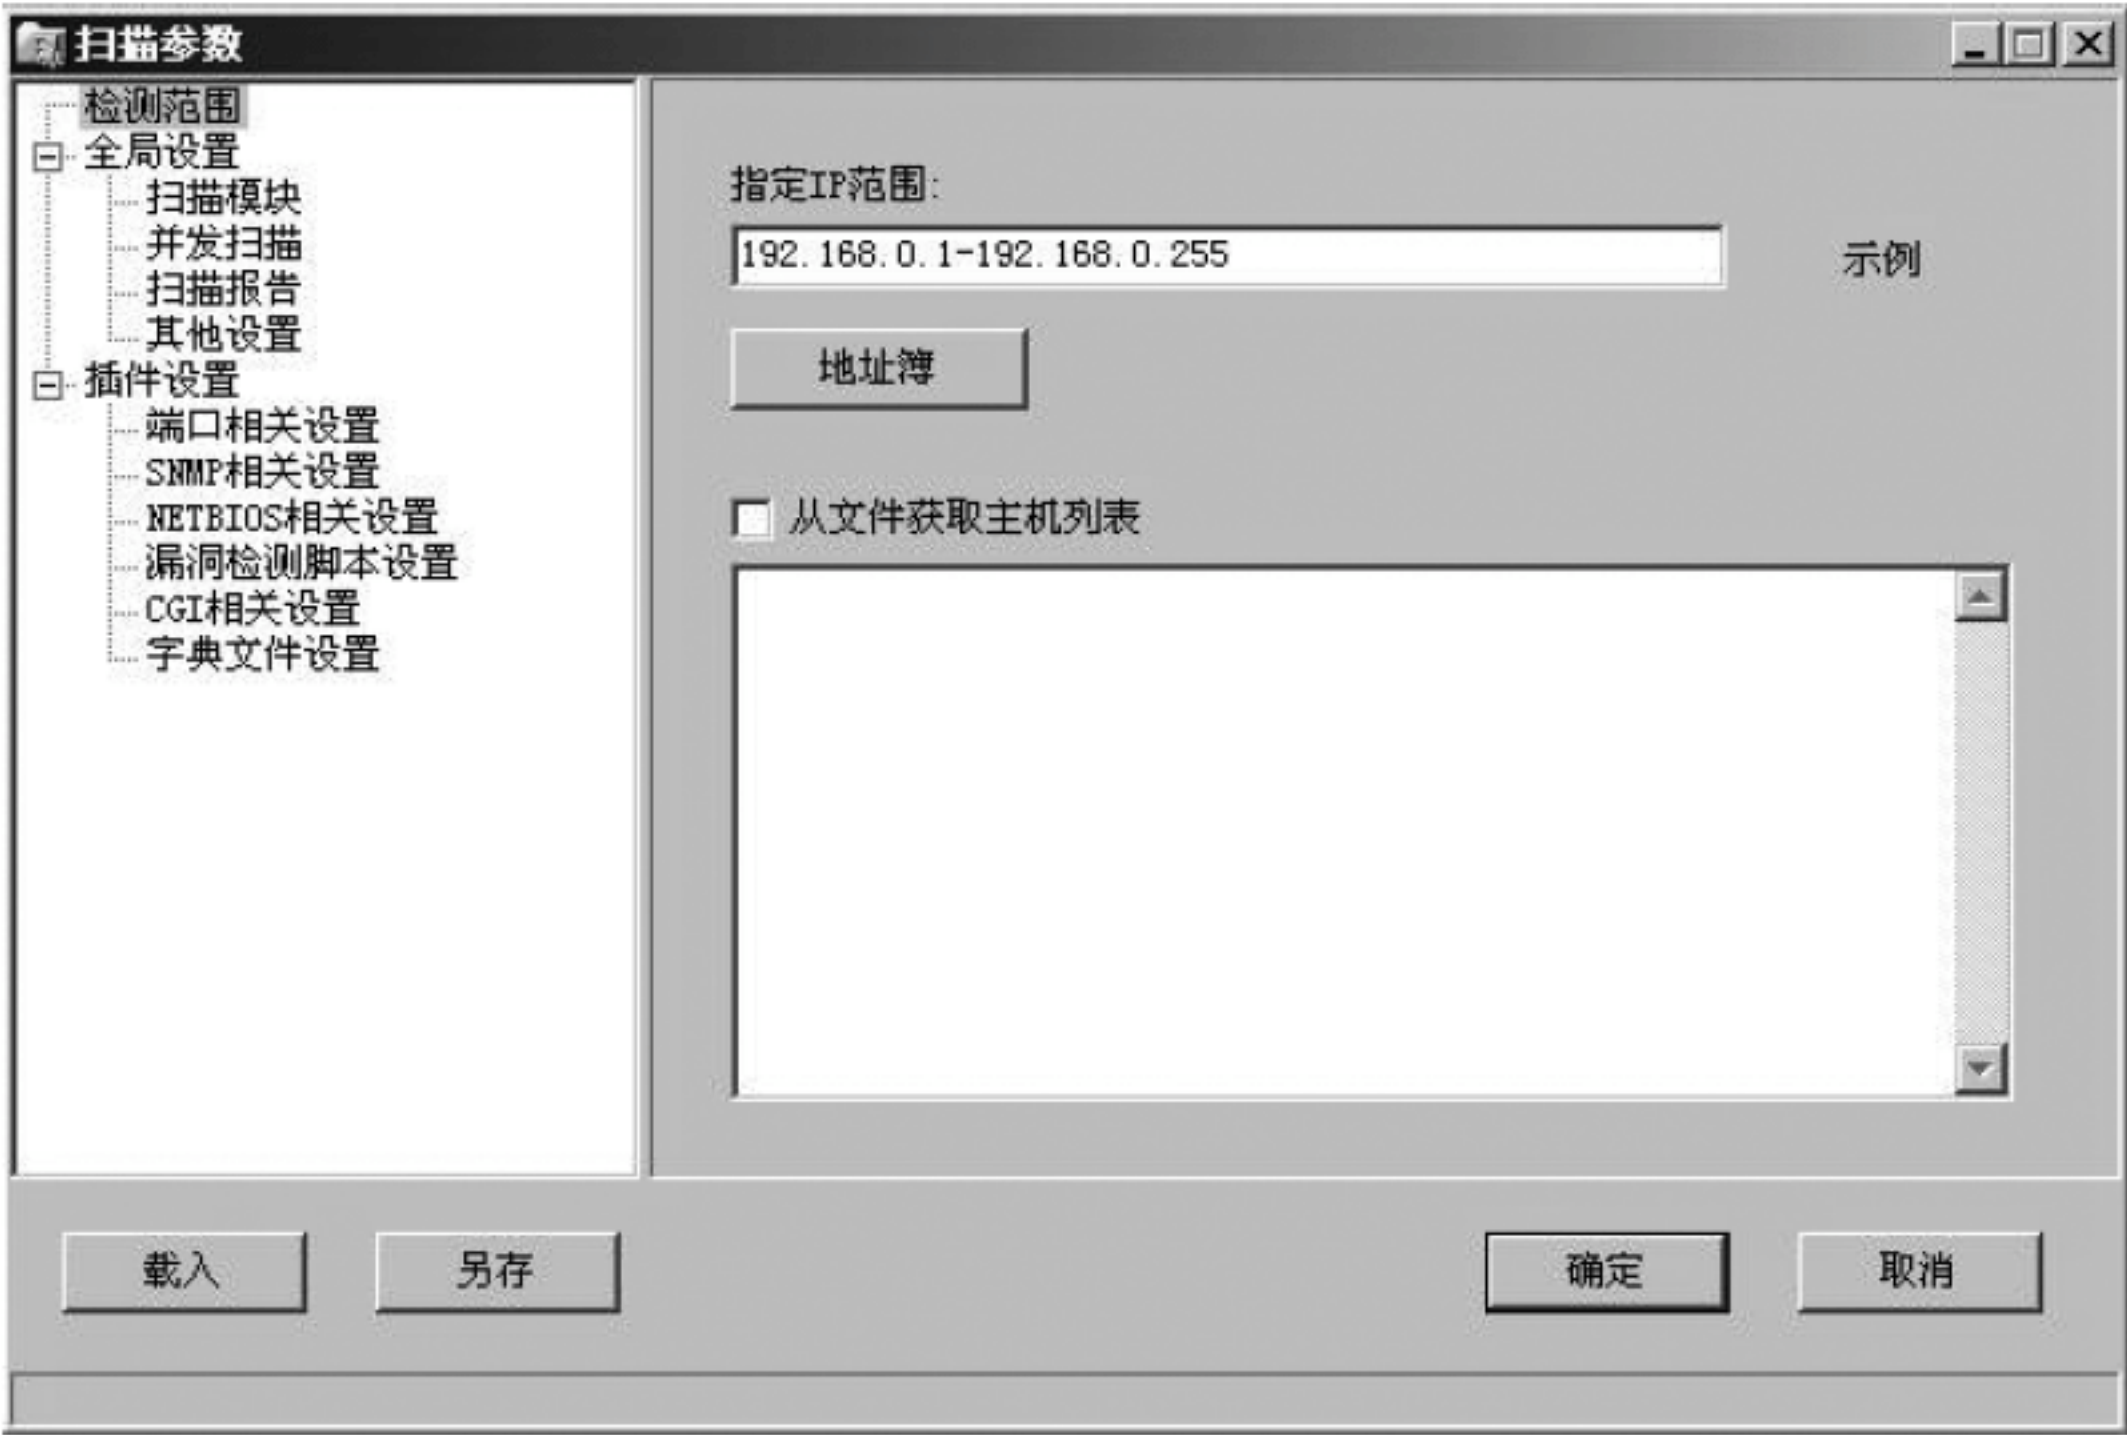 扫描参数
检测范围
全局设置
扫描模块
并发扫描
扫描报告
其他设置
插件设置
端口相关设置
SNMP相关设置
NETBIOS相关设置
漏洞检测脚本设置
CGI相关设置
字典文件设置
指定IP范围:
192.168.0.1-192.168.0.255
示例
地址簿
从文件获取主机列表
载入
另存
确定
取消